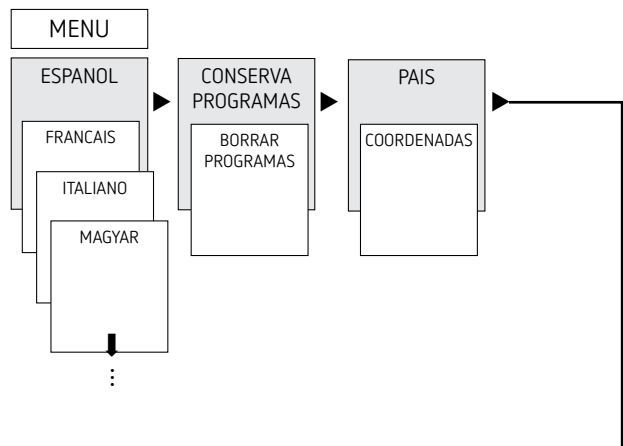 MENU
ESPANOL
FRANCAIS
ITALIANO
MAGYAR
CONSERVA
PROGRAMAS
BORRAR
PROGRAMAS
PAIS
COORDENADAS